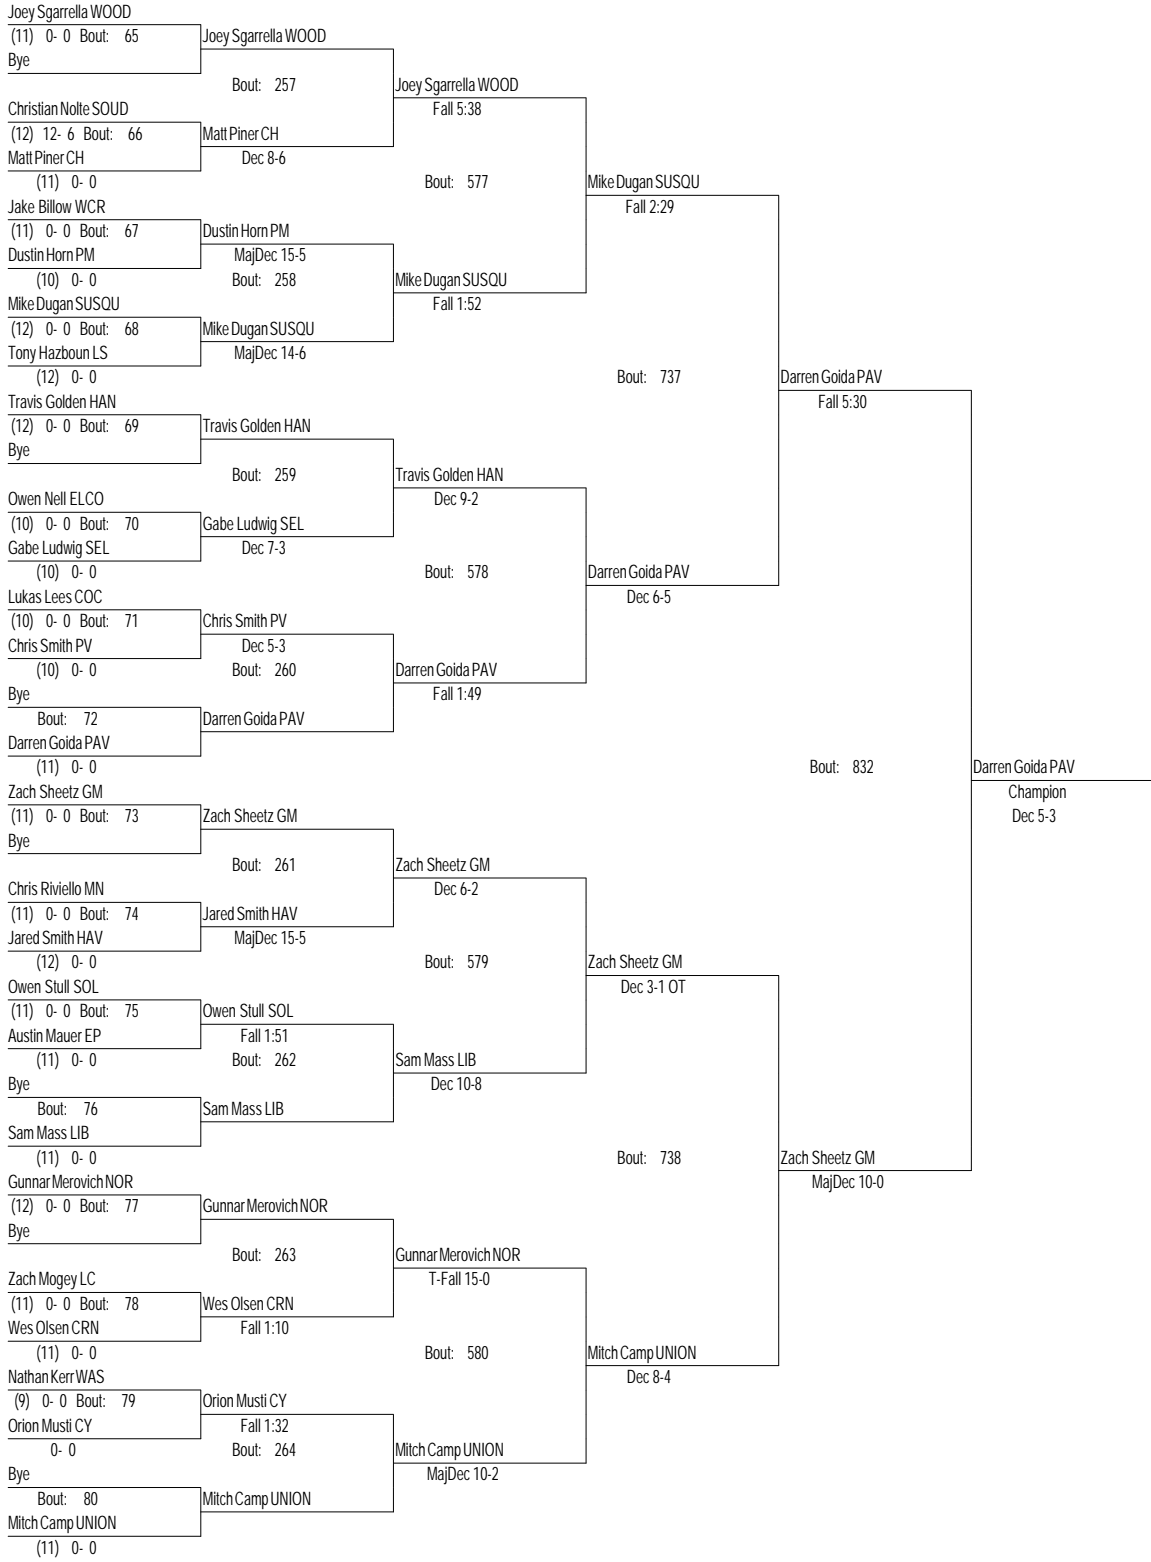 Joey Sgarrella WOOD
(11) 0- 0 Bout: 65
Bye
Christian Nolte SOUD
(12) 12- 6 Bout: 66
Matt Piner CH
(11) 0- 0
Jake Billow WCR
(11) 0- 0 Bout: 67
Dustin Horn PM
(10) 0- 0
Mike Dugan SUSQU
(12) 0- 0 Bout: 68
Tony Hazboun LS
(12) 0- 0
Travis Golden HAN
(12) 0- 0 Bout: 69
Bye
Owen Nell ELCO
(10) 0- 0 Bout: 70
Gabe Ludwig SEL
(10) 0- 0
Lukas Lees COC
(10) 0- 0 Bout: 71
Chris Smith PV
(10) 0- 0
Bye
Bout: 72
Darren Goida PAV
(11) 0- 0
Zach Sheetz GM
(11) 0- 0 Bout: 73
Bye
Chris Riviello MN
(11) 0- 0 Bout: 74
Jared Smith HAV
(12) 0- 0
Owen Stull SOL
(11) 0- 0 Bout: 75
Austin Mauer EP
(11) 0- 0
Bye
Bout: 76
Sam Mass LIB
(11) 0- 0
Gunnar Merovich NOR
(12) 0- 0 Bout: 77
Bye
Zach Mogey LC
(11) 0- 0 Bout: 78
Wes Olsen CRN
(11) 0- 0
Nathan Kerr WAS
(9) 0- 0 Bout: 79
Orion Musti CY
0- 0
Bye
Bout: 80
Mitch Camp UNION
(11) 0- 0
Joey Sgarrella WOOD
Bout: 257
Matt Piner CH
Dec 8-6
Dustin Horn PM
MajDec 15-5
Bout: 258
Mike Dugan SUSQU
MajDec 14-6
Travis Golden HAN
Bout: 259
Gabe Ludwig SEL
Dec 7-3
Chris Smith PV
Dec 5-3
Bout: 260
Darren Goida PAV
Zach Sheetz GM
Bout: 261
Jared Smith HAV
MajDec 15-5
Owen Stull SOL
Fall 1:51
Bout: 262
Sam Mass LIB
Gunnar Merovich NOR
Bout: 263
Wes Olsen CRN
Fall 1:10
Orion Musti CY
Fall 1:32
Bout: 264
Mitch Camp UNION
Joey Sgarrella WOOD
Fall 5:38
Bout: 577
Mike Dugan SUSQU
Fall 1:52
Travis Golden HAN
Dec 9-2
Bout: 578
Darren Goida PAV
Fall 1:49
Zach Sheetz GM
Dec 6-2
Bout: 579
Sam Mass LIB
Dec 10-8
Gunnar Merovich NOR
T-Fall 15-0
Bout: 580
Mitch Camp UNION
MajDec 10-2
Mike Dugan SUSQU
Fall 2:29
Bout: 737
Darren Goida PAV
Dec 6-5
Zach Sheetz GM
Dec 3-1 OT
Bout: 738
Mitch Camp UNION
Dec 8-4
Darren Goida PAV
Fall 5:30
Bout: 832
Zach Sheetz GM
MajDec 10-0
Darren Goida PAV
Champion
Dec 5-3